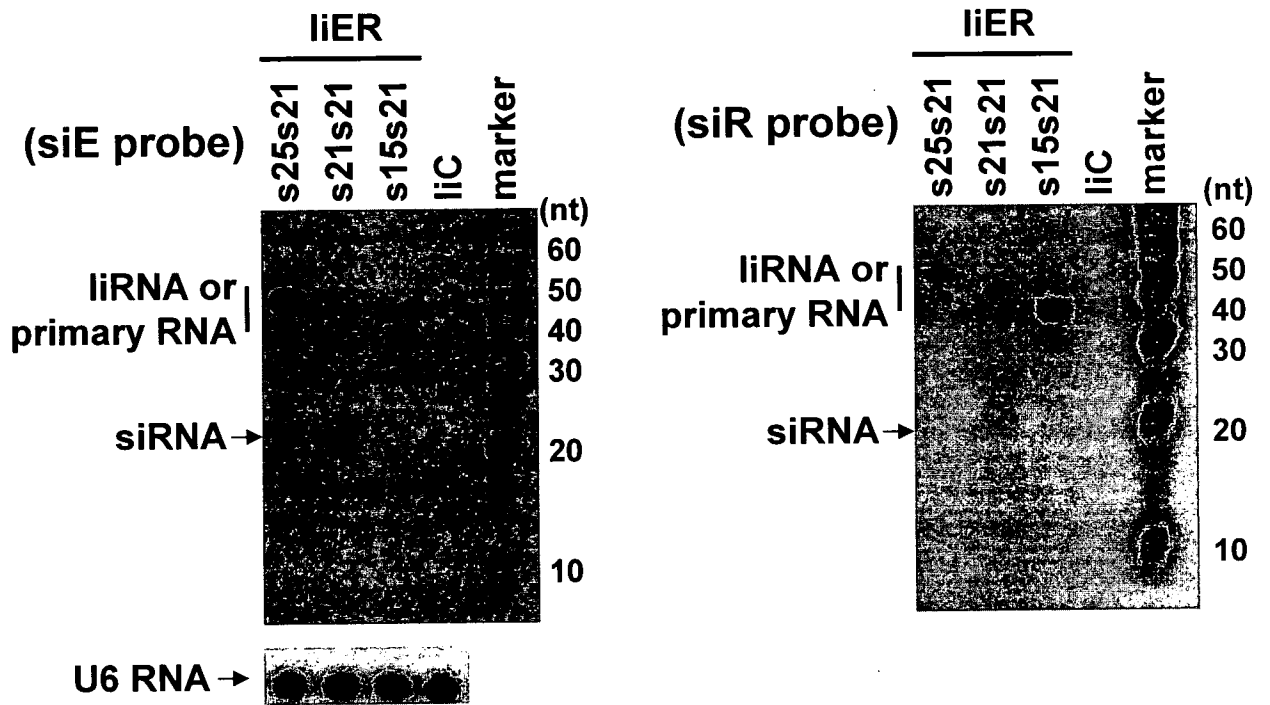 liER
(siE probe)
s25s21
s21s21
s15s21
liC
marker
(nt)
60
50
40
30
20
10
liRNA or
primary RNA
siRNA
U6 RNA
liER
(siR probe)
s25s21
s21s21
s15s21
liC
marker
(nt)
60
50
40
30
20
10
liRNA or
primary RNA
siRNA